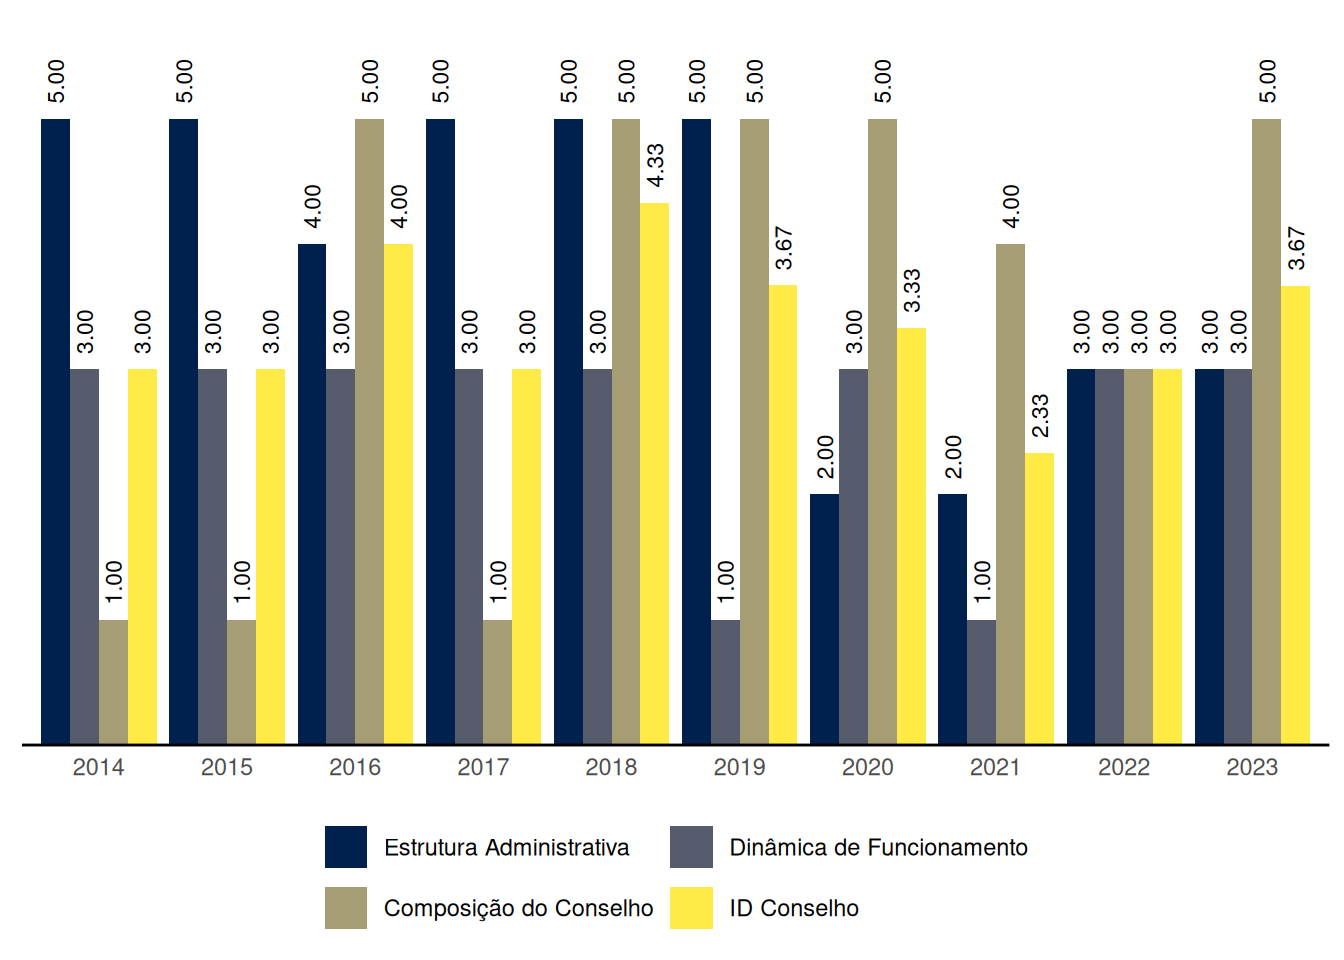 5.00 3.00 1.00 3.00
5.00 3.00 1.00 3.00
4.00 3.00 5.00 4.00
5.00 3.00 1.00 3.00
5.00 3.00 5.00 4.33
5.00 1.00 5.00 3.67
2.00 3.00 5.00 3.33
2.00 1.00 4.00 2.33
3.00 3.00 3.00 3.00
3.00 3.00 5.00 3.67
2014 2015 2016 2017 2018 2019 2020 2021 2022 2023
Estrutura Administrativa Dinâmica de Funcionamento
Composição do Conselho ID Conselho